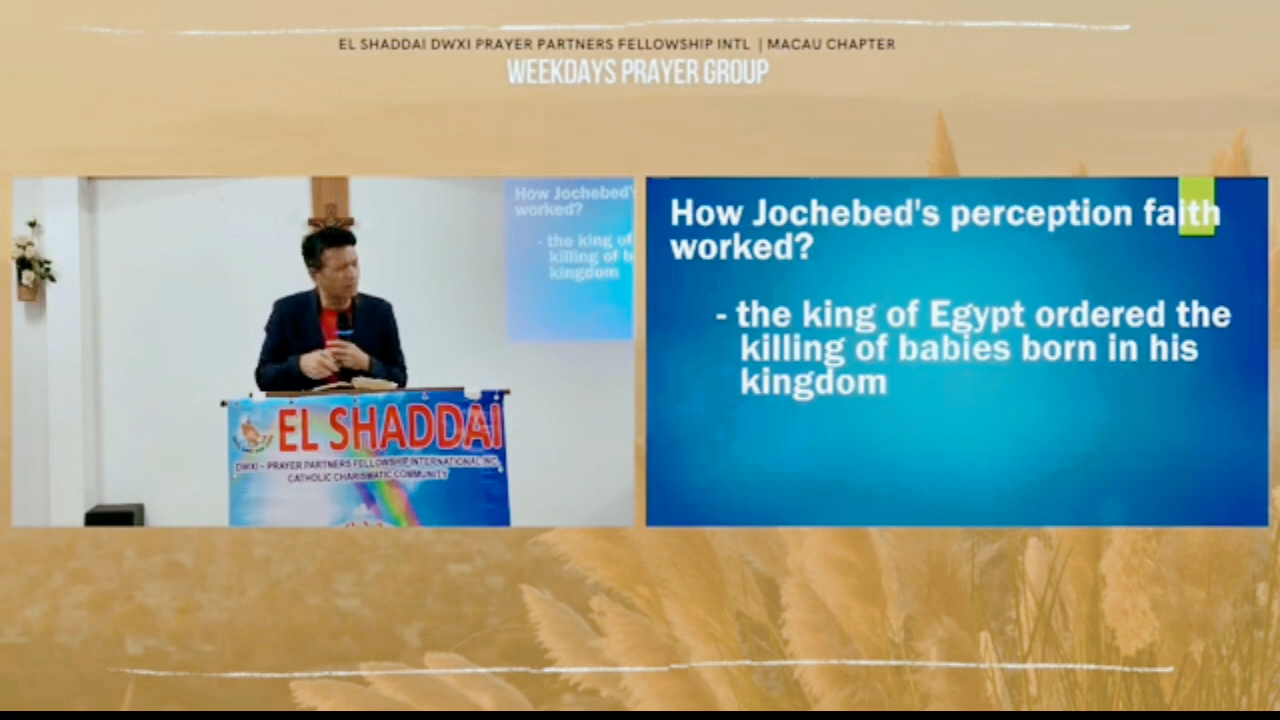 EL SHADDAI DWXI PRAYER PARTNERS FELLOWSHIP INTL | MACAU CHAPTER
WEEKDAYS PRAYER GROUP
How Jochebed's
worked?
- the king of
killing of b
kingdom
EL SHADDAI
DWXI - PRAYER PARTNERS FELLOWSHIP INTERNATIONAL INC.
CATHOLIC CHARISMATIC COMMUNITY
How Jochebed's perception faith
worked?
- the king of Egypt ordered the
killing of babies born in his
kingdom